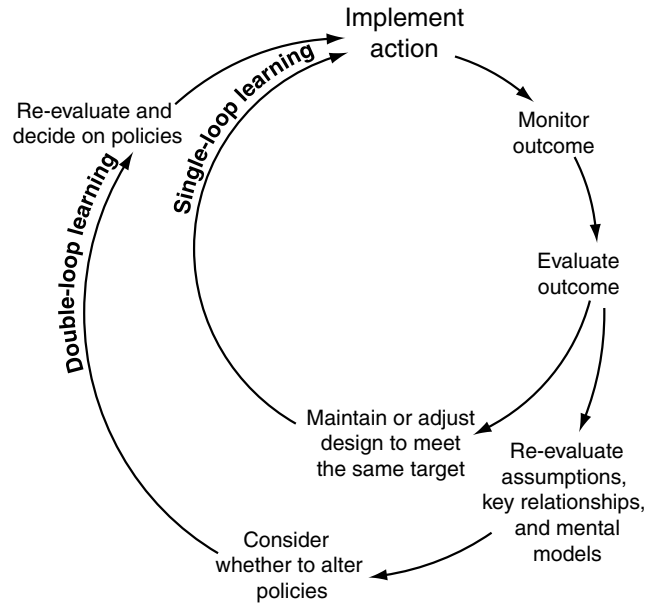 Implement
action
Monitor
outcome
Evaluate
outcome
Re-evaluate
assumptions,
key relationships,
and mental
models
Maintain or adjust
design to meet
the same target
Consider
whether to alter
policies
Re-evaluate and
decide on policies
Single-loop learning
Double-loop learning